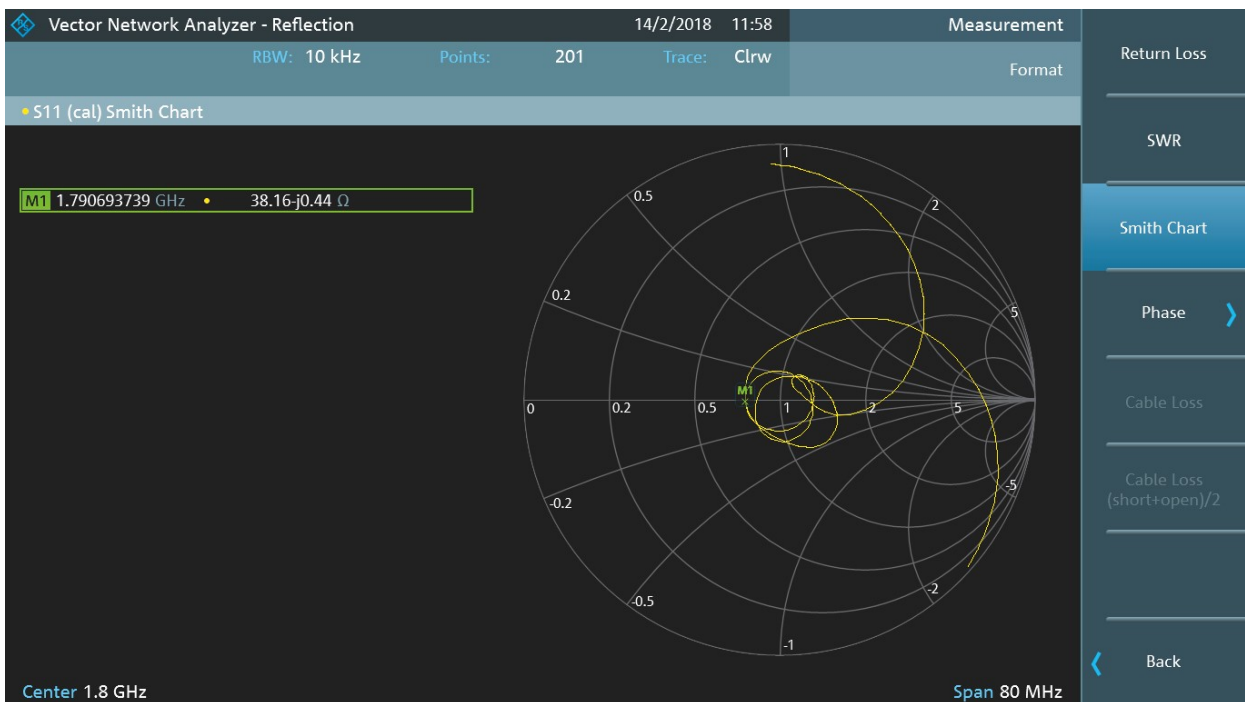 Vector Network Analyzer - Reflection 14/2/2018 11:58 Measurement
RBW: 10 kHz Points: 201 Trace: Clrw Format
S11 (cal) Smith Chart
M1 1.790693739 GHz 38.16-j0.44 Ω
1
0.5
2
0.2
5
M1
0 0.2 0.5 1 2 5
-0.2
-5
-0.5
-2
-1
Center 1.8 GHz Span 80 MHz
Return Loss
SWR
Smith Chart
Phase
Cable Loss
Cable Loss
(short+open)/2
Back